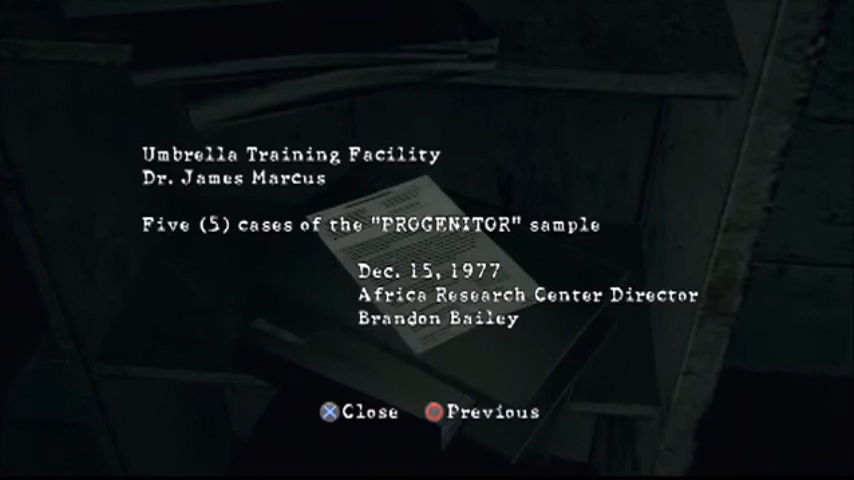 Umbrella Training Facility
Dr. James Marcus
Five (5) cases of the "PROGENITOR" sample
Dec. 15, 1977
Africa Research Center Director
Brandon Bailey
Close Previous